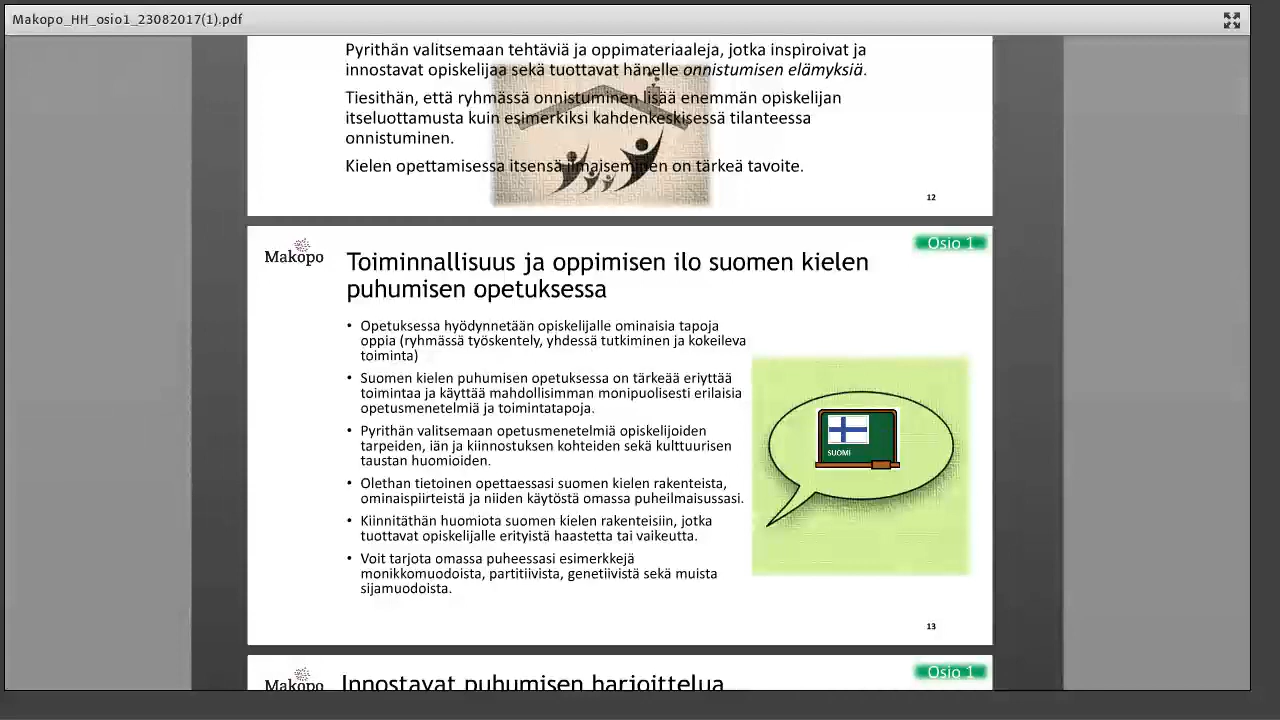 Makopo_HH_osio1_23082017(1).pdf
Pyrithän valitsemaan tehtäviä ja oppimateriaaleja, jotka inspiroivat ja
innostavat opiskelijaa sekä tuottavat hänelle onnistumisen elämyksiä.
Tiesithän, että ryhmässä onnistuminen lisää enemmän opiskelijan
itseluottamusta kuin esimerkiksi kahdenkeskisessä tilanteessa
onnistuminen.
Kielen opettamisessa itsensä ilmaiseminen on tärkeä tavoite.
12
Makopo
Osio 1
Toiminnallisuus ja oppimisen ilo suomen kielen
puhumisen opetuksessa
• Opetuksessa hyödynnetään opiskelijalle ominaisia tapoja
oppia (ryhmässä työskentely, yhdessä tutkiminen ja kokeileva
toiminta)
• Suomen kielen puhumisen opetuksessa on tärkeää eriyttää
toimintaa ja käyttää mahdollisimman monipuolisesti erilaisia
opetusmenetelmiä ja toimintatapoja.
• Pyrithän valitsemaan opetusmenetelmiä opiskelijoiden
tarpeiden, iän ja kiinnostuksen kohteiden sekä kulttuurisen
taustan huomioiden.
• Olethan tietoinen opettaessasi suomen kielen rakenteista,
ominaispiirteistä ja niiden käytöstä omassa puheilmaisussasi.
• Kiinnitäthän huomiota suomen kielen rakenteisiin, jotka
tuottavat opiskelijalle erityistä haastetta tai vaikeutta.
• Voit tarjota omassa puheessasi esimerkkejä
monikkomuodoista, partitiivista, genetiivistä sekä muista
sijamuodoista.
SUOMI
13
Makopo
Osio 1
Innostavat puhumisen harjoittelua